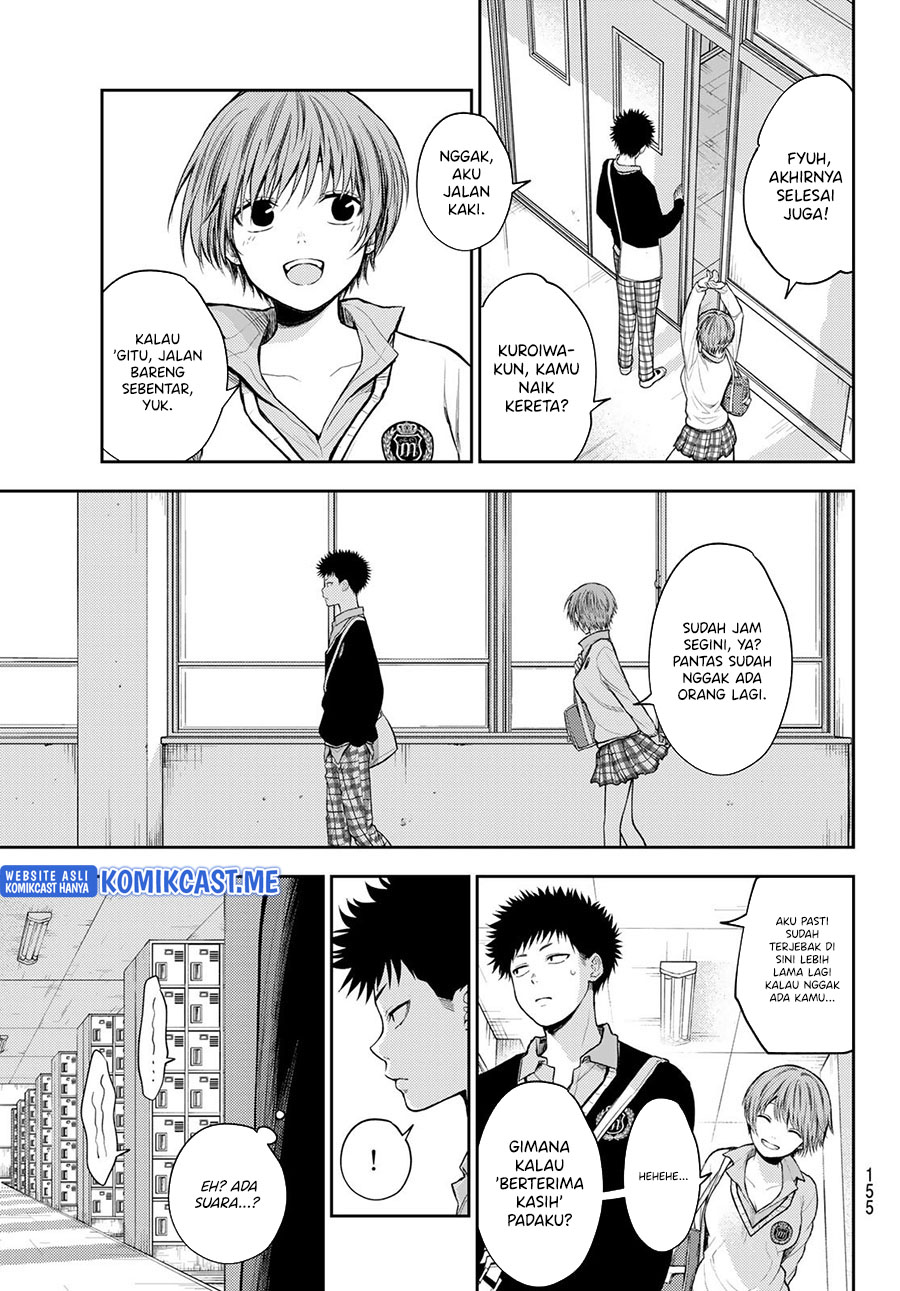 FYUH,
AKHIRNYA
SELESAI
JUGA!
KUROIWA-
KUN, KAMU
NAIK
KERETA?
NGGAK,
AKU
JALAN
KAKI.
KALAU
'GITU, JALAN
BARENG
SEBENTAR,
YUK.
m
SUDAH JAM
SEGINI, YA?
PANTAS SUDAH
NGGAK ADA
ORANG LAGI.
WEBSITE ASLI
KOMIKCAST HANYA
KOMIKCAST.ME
AKU PASTI
SUDAH
TERJEBAK DI
SINI LEBIH
LAMA LAGI
KALAU NGGAK
ADA KAMU...
HEHEHE...
GIMANA
KALAU
'BERTERIMA
KASIH'
PADAKU?
!
EH? ADA
SUARA...?
155